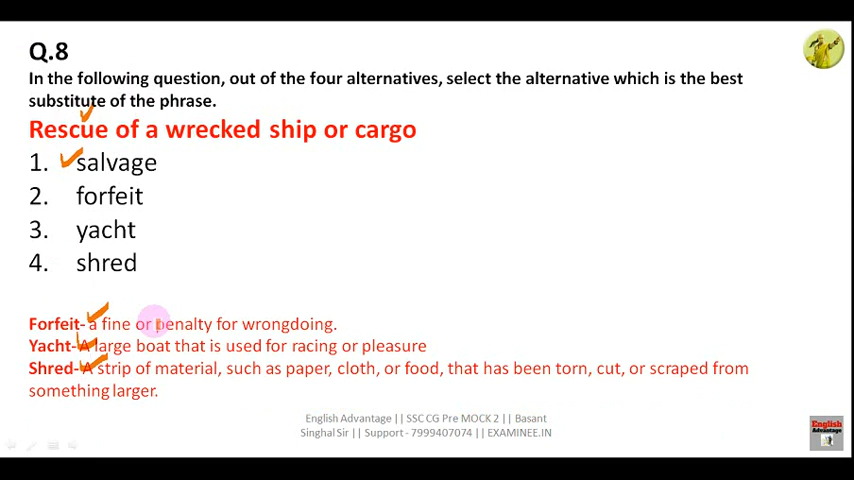 Q.8
In the following question, out of the four alternatives, select the alternative which is the best
substitute of the phrase.
Rescue of a wrecked ship or cargo
1. salvage
2. forfeit
3. yacht
4. shred
Forfeit- a fine or penalty for wrongdoing.
Yacht- A large boat that is used for racing or pleasure
Shred- A strip of material, such as paper, cloth, or food, that has been torn, cut, or scraped from
something larger.
English Advantage || SSC CG Pre MOCK 2 || Basant
Singhal Sir || Support - 7999407074 || EXAMINEE.IN
English
Advantage